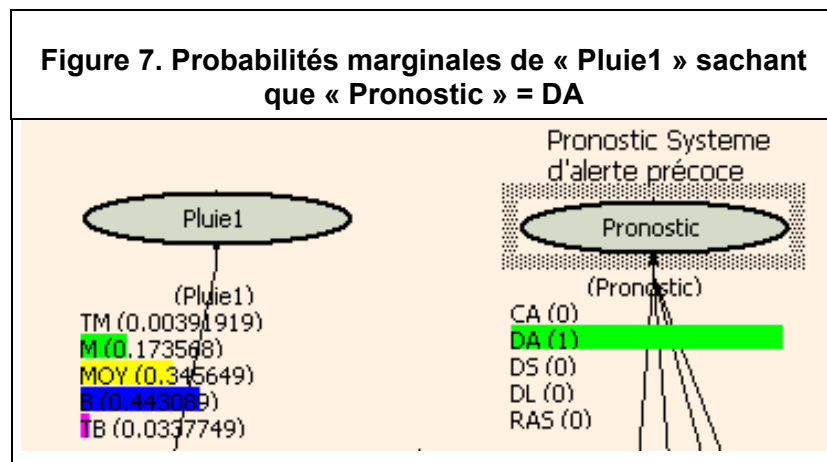 Figure 7. Probabilités marginales de « Pluie1 » sachant
que « Pronostic » = DA
Pronostic Systeme
d'alerte précoce
Pluie1
Pronostic
(Pluie1)
TM (0.00391919)
M (0.173568)
MOY (0.345649)
B (0.443089)
TB (0.0337749)
(Pronostic)
CA (0)
DA (1)
DS (0)
DL (0)
RAS (0)